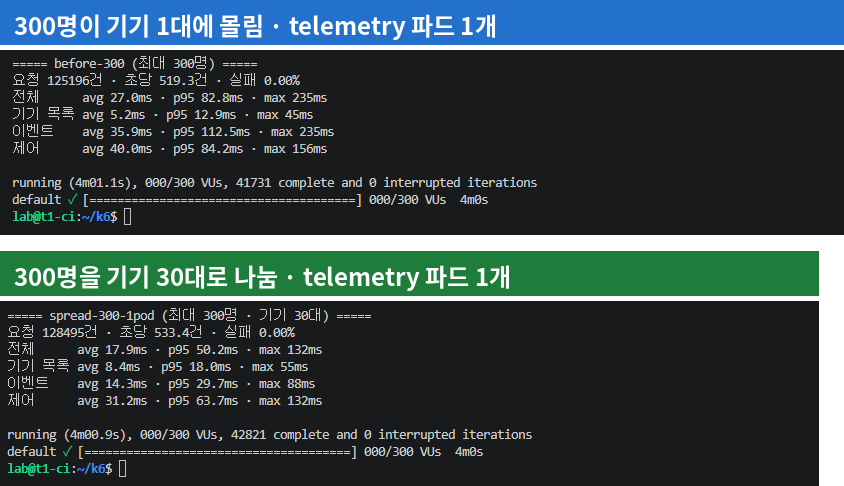 300명이 기기 1대에 몰림 · telemetry 파드 1개
===== before-300 (최대 300명) =====
요청 125196건 · 초당 519.3건 · 실패 0.00%
전체 avg 27.0ms · p95 82.8ms · max 235ms
기기 목록 avg 5.2ms · p95 12.9ms · max 45ms
이벤트 avg 35.9ms · p95 112.5ms · max 235ms
제어 avg 40.0ms · p95 84.2ms · max 156ms
running (4m01.1s), 000/300 VUs, 41731 complete and 0 interrupted iterations
default ✓ [======================================] 000/300 VUs  4m0s
lab@t1-ci:~/k6$
300명을 기기 30대로 나눔 · telemetry 파드 1개
===== spread-300-1pod (최대 300명 · 기기 30대) =====
요청 128495건 · 초당 533.4건 · 실패 0.00%
전체 avg 17.9ms · p95 50.2ms · max 132ms
기기 목록 avg 8.4ms · p95 18.0ms · max 55ms
이벤트 avg 14.3ms · p95 29.7ms · max 88ms
제어 avg 31.2ms · p95 63.7ms · max 132ms
running (4m00.9s), 000/300 VUs, 42821 complete and 0 interrupted iterations
default ✓ [======================================] 000/300 VUs  4m0s
lab@t1-ci:~/k6$